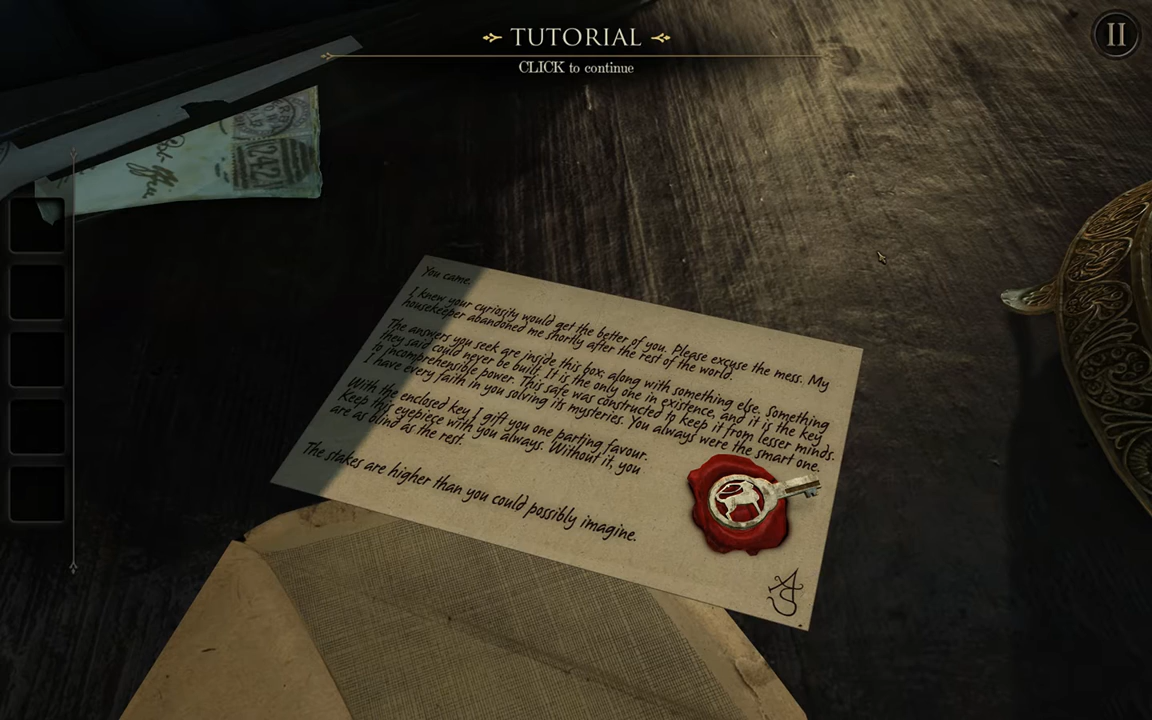 TUTORIAL
CLICK to continue
You came.
I knew your curiosity would get the better of you. Please excuse the mess. My
housekeeper abandoned me shortly after the rest of the world.
The answers you seek are inside this box; along with something else. Something
they said could never be built. It is the only one in existence, and it is the key
to incomprehensible power. This safe was constructed to keep it from lesser minds.
I have every faith in you solving its mysteries. You always were the smart one.
With the enclosed key I gift you one parting favour.
Keep this eyepiece with you always. Without it, you
are as blind as the rest.
The stakes are higher than you could possibly imagine.
AS
242